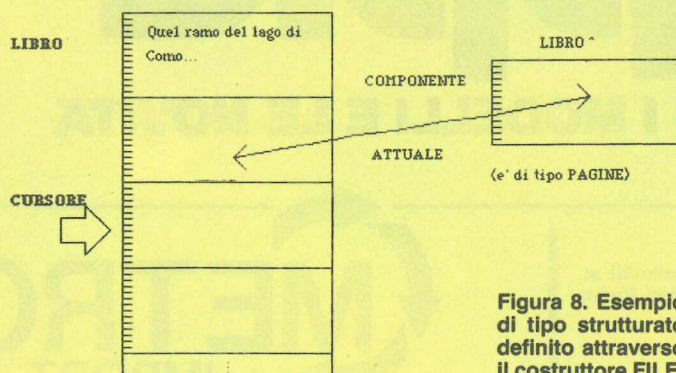 LIBRO
Quel ramo del lago di
Como...
LIBRO ^
COMPONENTE
ATTUALE
(e' di tipo PAGINE)
CURSORE
Figura 8. Esempio
di tipo strutturato
definito attraverso
il costruttore FILE